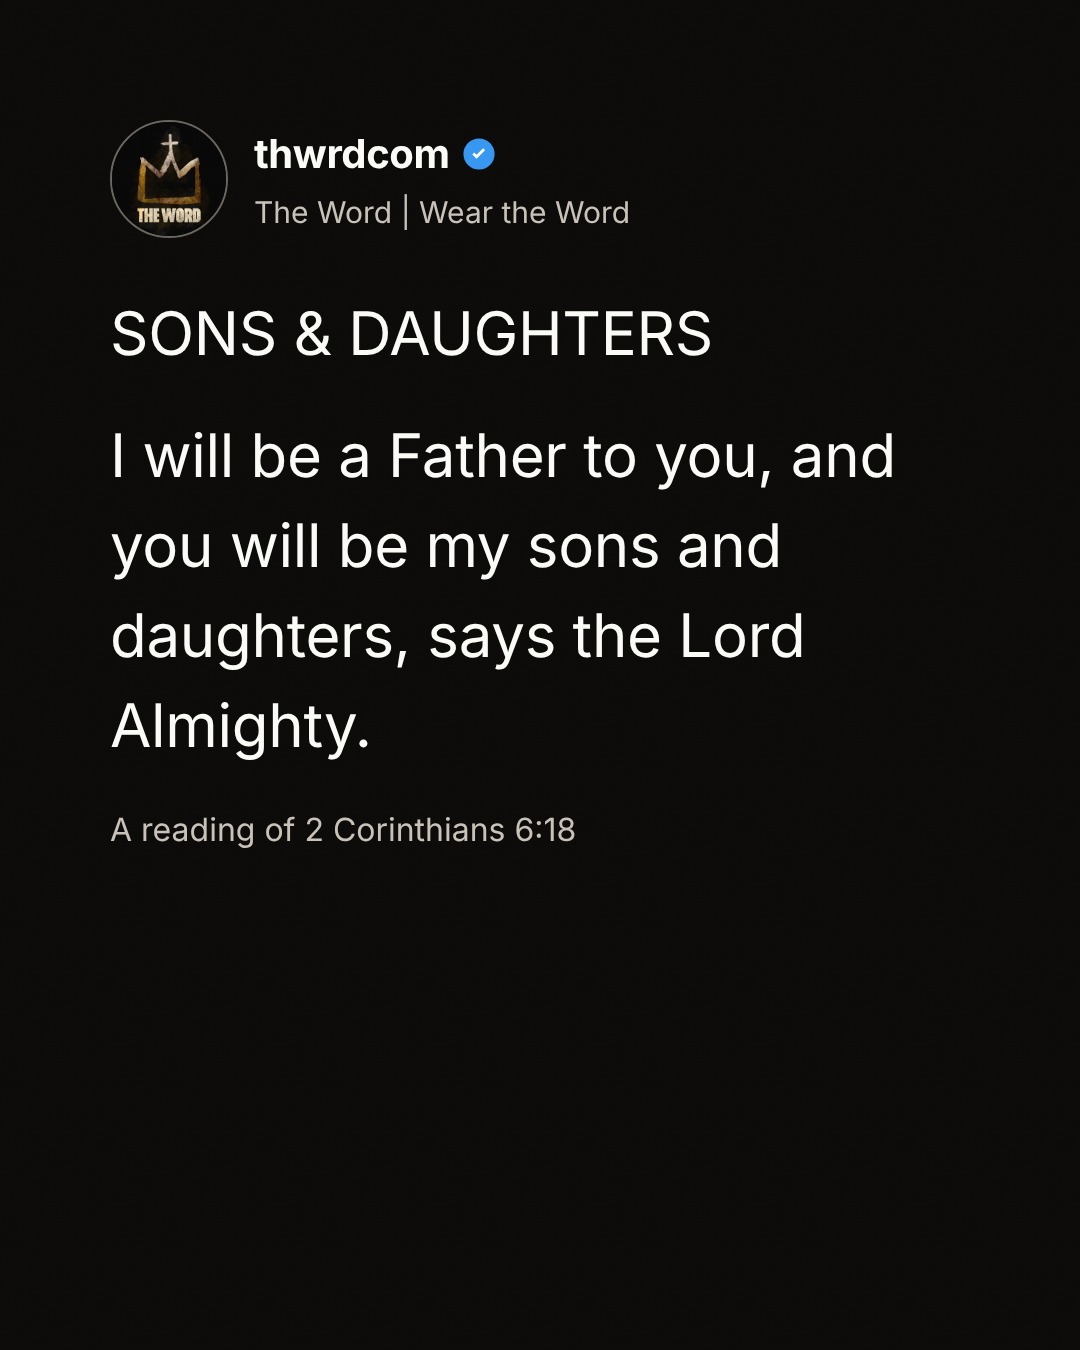 THE WORD
thwrdcom
The Word | Wear the Word
SONS & DAUGHTERS
I will be a Father to you, and
you will be my sons and
daughters, says the Lord
Almighty.
A reading of 2 Corinthians 6:18